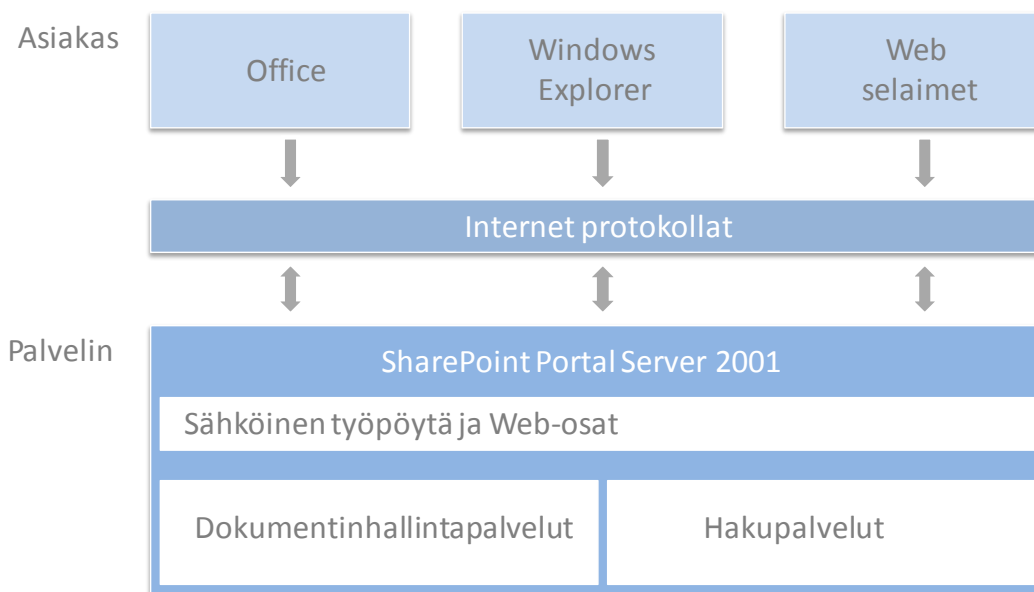 Asiakas
Office
Windows
Explorer
Web
selaimet
Internet protokollat
Palvelin
SharePoint Portal Server 2001
Sähköinen työpöytä ja Web-osat
Dokumentinhallintapalvelut
Hakupalvelut